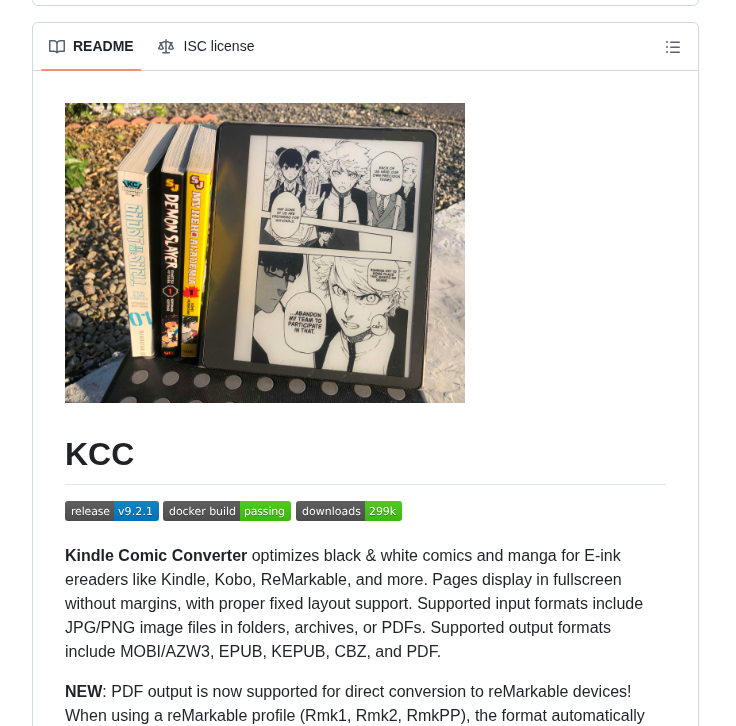 README
ISC license
DEMON SLAYER
MY HERO ACADEMIA
...ABANDON
MY TEAM TO
PARTICIPATE
IN THAT.
KCC
release v9.2.1
docker build passing
downloads 299k
Kindle Comic Converter optimizes black & white comics and manga for E-ink
ereaders like Kindle, Kobo, ReMarkable, and more. Pages display in fullscreen
without margins, with proper fixed layout support. Supported input formats include
JPG/PNG image files in folders, archives, or PDFs. Supported output formats
include MOBI/AZW3, EPUB, KEPUB, CBZ, and PDF.
NEW: PDF output is now supported for direct conversion to reMarkable devices!
When using a reMarkable profile (Rmk1, Rmk2, RmkPP), the format automatically